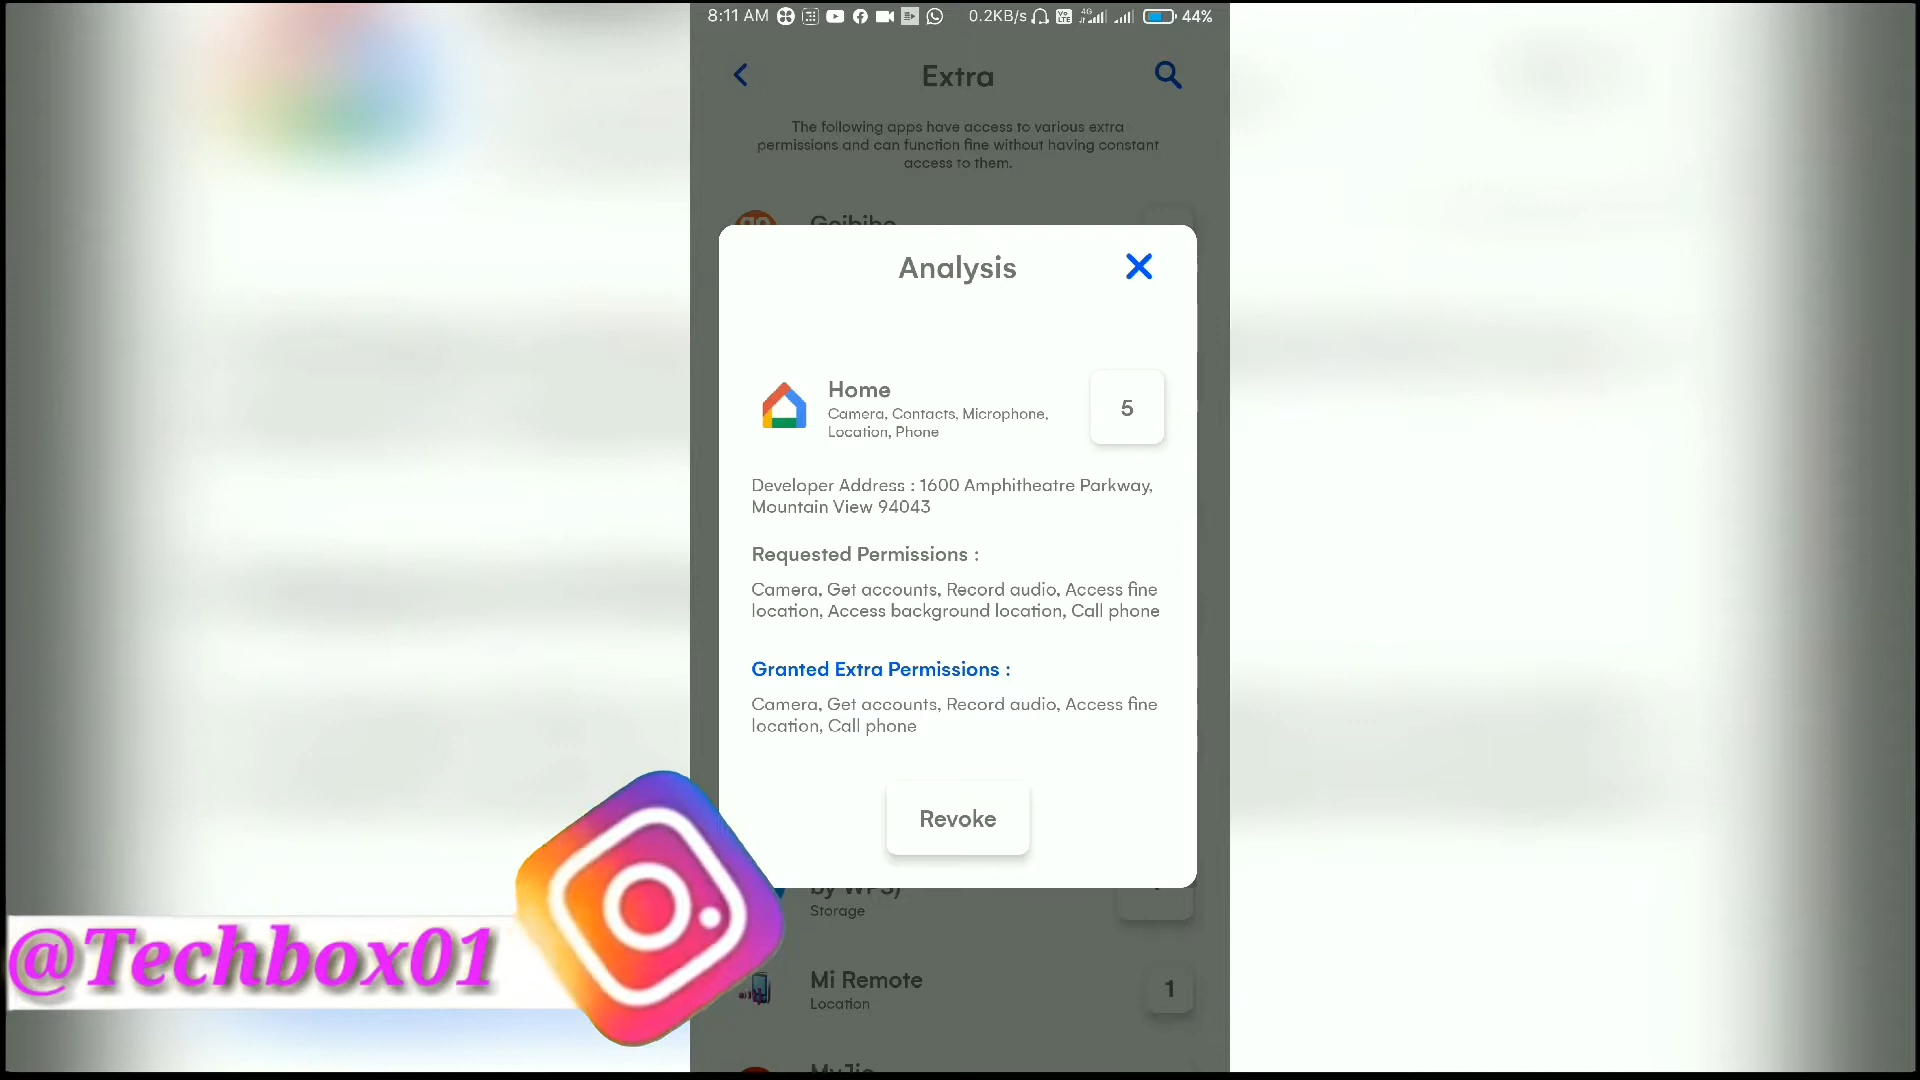 8:11 AM 0.2KB/s 4G 44%
Extra
The following apps have access to various extra
permissions and can function fine without having constant
access to them.
Goibibo
Analysis
Home
Camera, Contacts, Microphone,
Location, Phone
5
Developer Address : 1600 Amphitheatre Parkway,
Mountain View 94043
Requested Permissions :
Camera, Get accounts, Record audio, Access fine
location, Access background location, Call phone
Granted Extra Permissions :
Camera, Get accounts, Record audio, Access fine
location, Call phone
Revoke
by WPS)
Storage
@Techbox01
Mi Remote
Location
1
MyJio